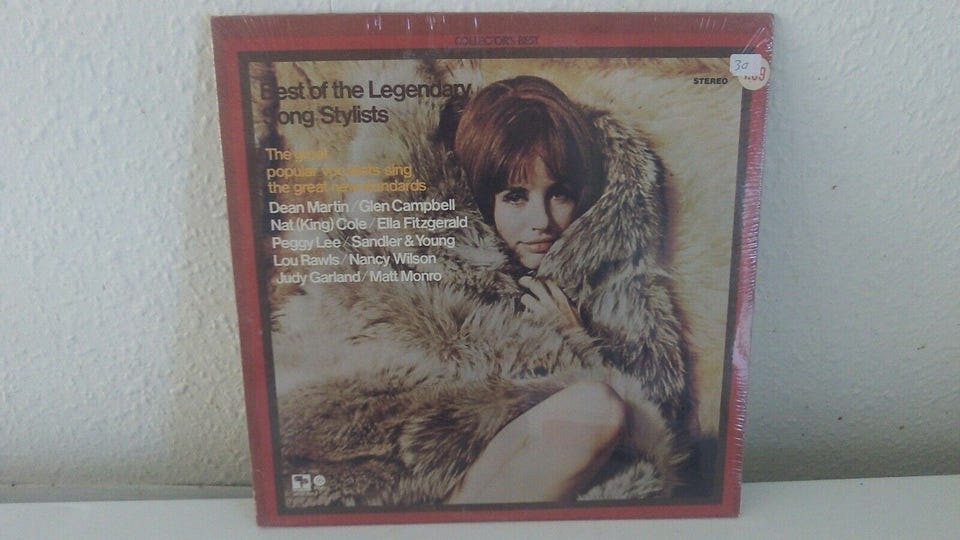 COLLECTOR'S BEST
30
.69
STEREO
Best of the Legendary
Song Stylists
The great
popular vocalists sing
the great new standards
Dean Martin / Glen Campbell
Nat (King) Cole / Ella Fitzgerald
Peggy Lee / Sandler & Young
Lou Rawls / Nancy Wilson
Judy Garland / Matt Monro